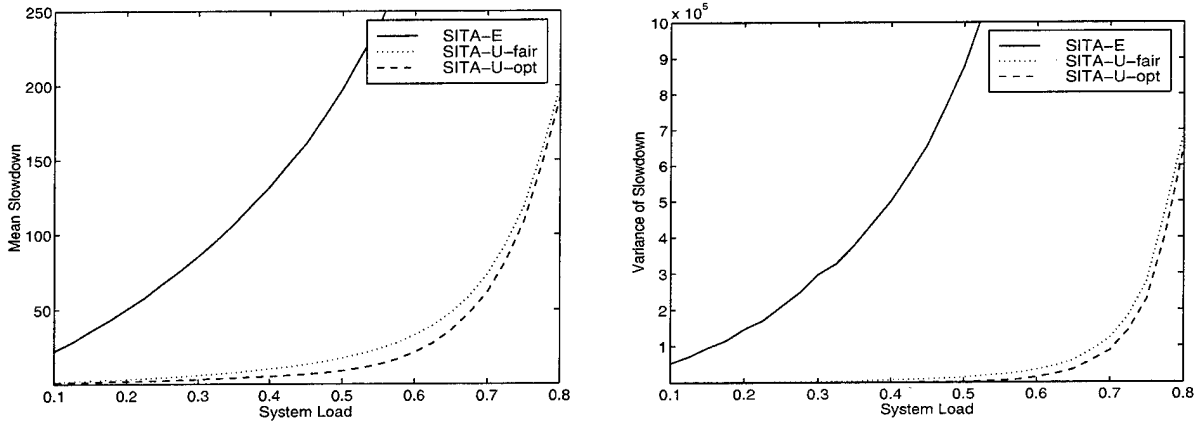 250
200
150
100
50
0
Mean Slowdown
0.1 0.2 0.3 0.4 0.5 0.6 0.7 0.8
System Load
SITA-E
SITA-U-fair
SITA-U-opt
10 x 10^5
9
8
7
6
5
4
3
2
1
Variance of Slowdown
0.1 0.2 0.3 0.4 0.5 0.6 0.7 0.8
System Load
SITA-E
SITA-U-fair
SITA-U-opt